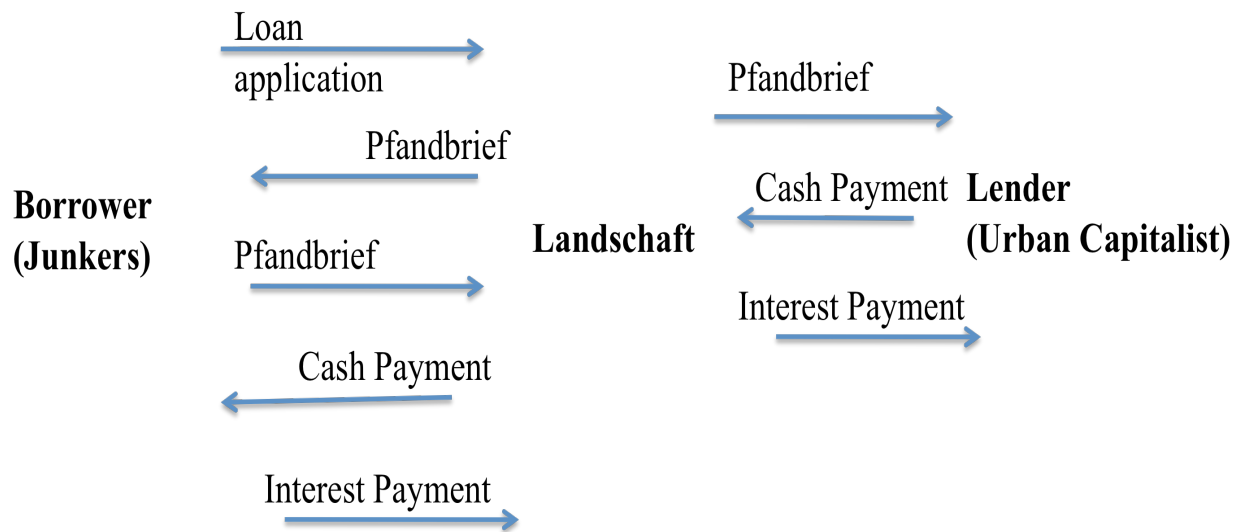 Loan
application
Pfandbrief
Borrower
(Junkers)
Pfandbrief
Cash Payment
Interest Payment
Landschaft
Pfandbrief
Cash Payment
Interest Payment
Lender
(Urban Capitalist)